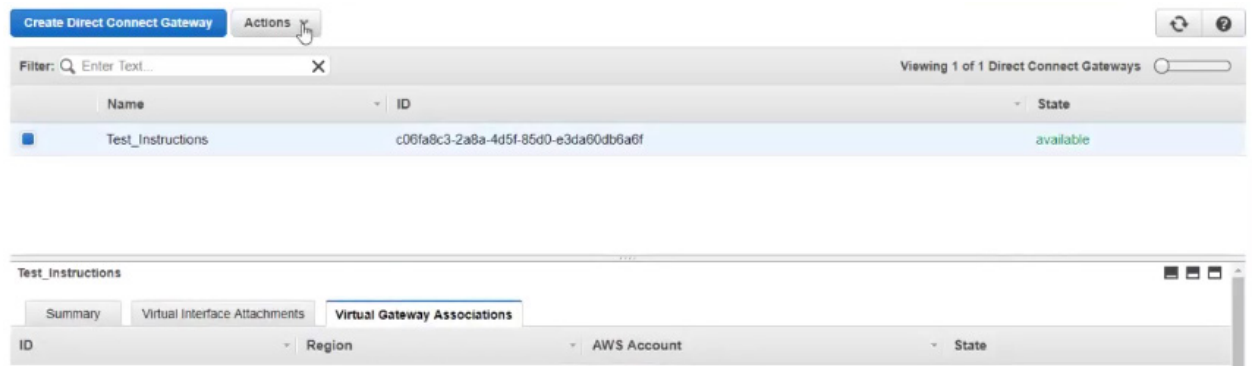 Create Direct Connect Gateway Actions
Filter: Enter Text... Viewing 1 of 1 Direct Connect Gateways
Name ID State
Test_Instructions c06fa8c3-2a8a-4d5f-85d0-e3da60db6a6f available
Test_Instructions
Summary Virtual Interface Attachments Virtual Gateway Associations
ID Region AWS Account State